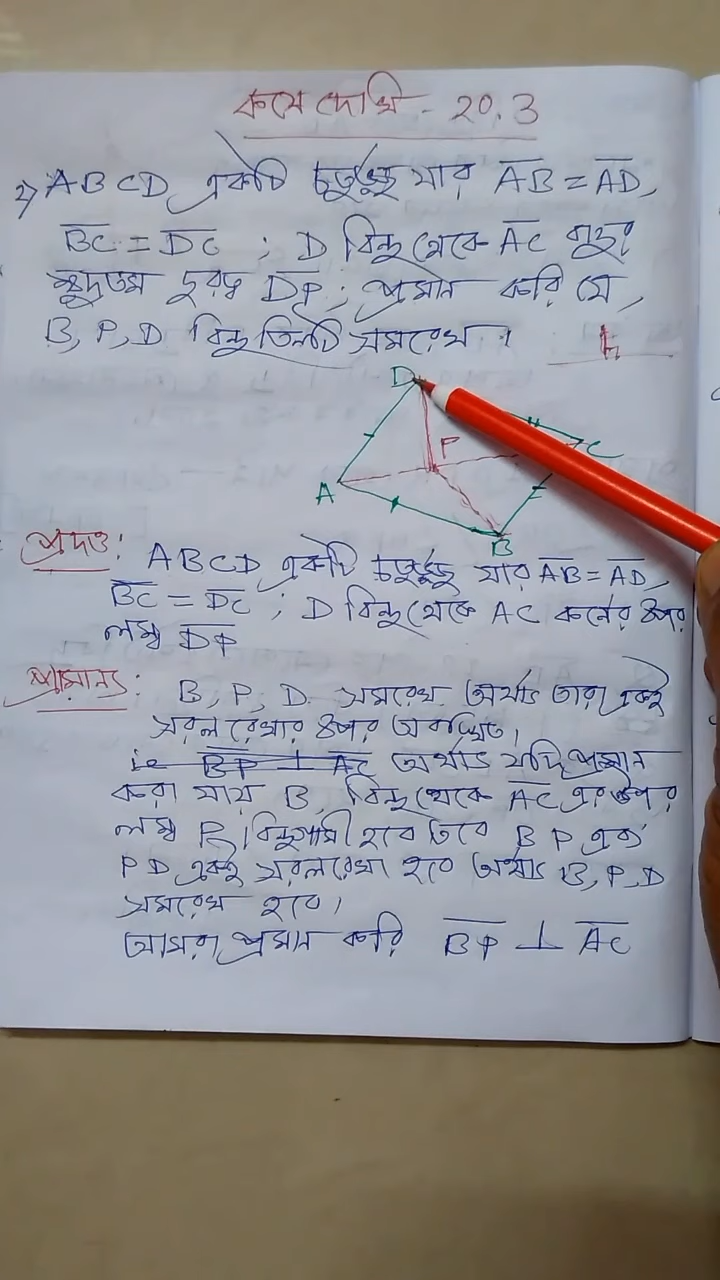 কষে দেখি - 20.3
২) ABCD একটি চতুর্ভুজ যার AB = AD,
BC = DC ; D বিন্দু থেকে AC
ক্ষুদ্রতম দূরত্ব DP ; প্রমান করি যে,
B, P, D বিন্দু তিনটি সমরেখ।
D
P
C
A
B
প্রদত্ত : ABCD একটি চতুর্ভুজ যার AB = AD,
BC = DC ; D বিন্দু থেকে AC কর্নের উপর
লম্ব DP
প্রামান্য : B, P, D সমরেখ অর্থাৎ তারা একই
সরলরেখার উপর অবস্থিত।
ie BP ⊥ AC অর্থাৎ যদি প্রমান
করা যায় B বিন্দু থেকে AC এর উপর
লম্ব P বিন্দুগামী হবে তবে BP এবং
PD একই সরলরেখা হবে অর্থাৎ B, P, D
সমরেখ হবে।
আমরা প্রমান করি BP ⊥ AC